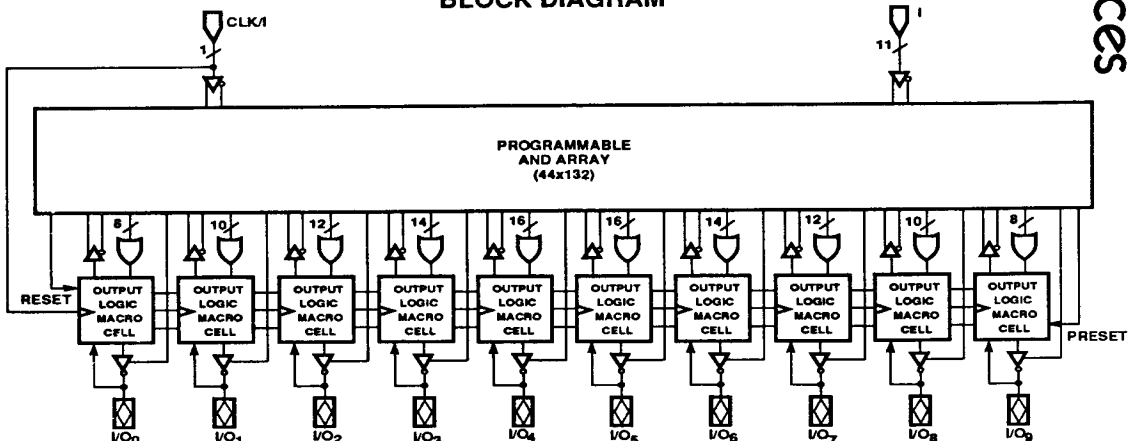 BLOCK DIAGRAM
ces
CLK/I
I
1
11
PROGRAMMABLE
AND ARRAY
(44x132)
8 10 12 14 16 16 14 12 10 8
OUTPUT LOGIC MACRO CELL
OUTPUT LOGIC MACRO CELL
OUTPUT LOGIC MACRO CELL
OUTPUT LOGIC MACRO CELL
OUTPUT LOGIC MACRO CELL
OUTPUT LOGIC MACRO CELL
OUTPUT LOGIC MACRO CELL
OUTPUT LOGIC MACRO CELL
OUTPUT LOGIC MACRO CELL
OUTPUT LOGIC MACRO CELL
RESET
PRESET
I/O0 I/O1 I/O2 I/O3 I/O4 I/O5 I/O6 I/O7 I/O8 I/O9